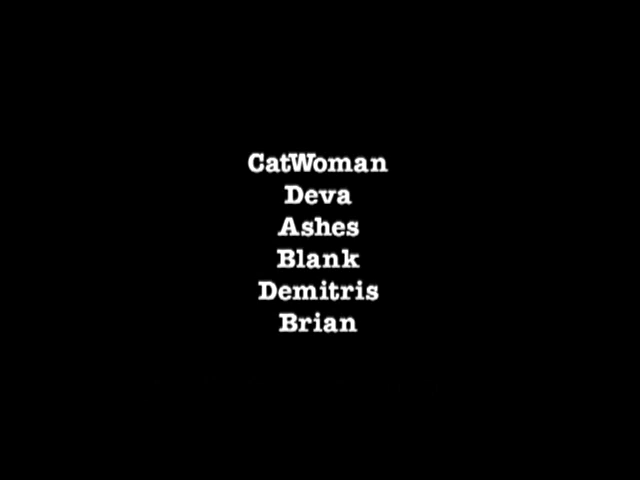 CatWoman
Deva
Ashes
Blank
Demitris
Brian